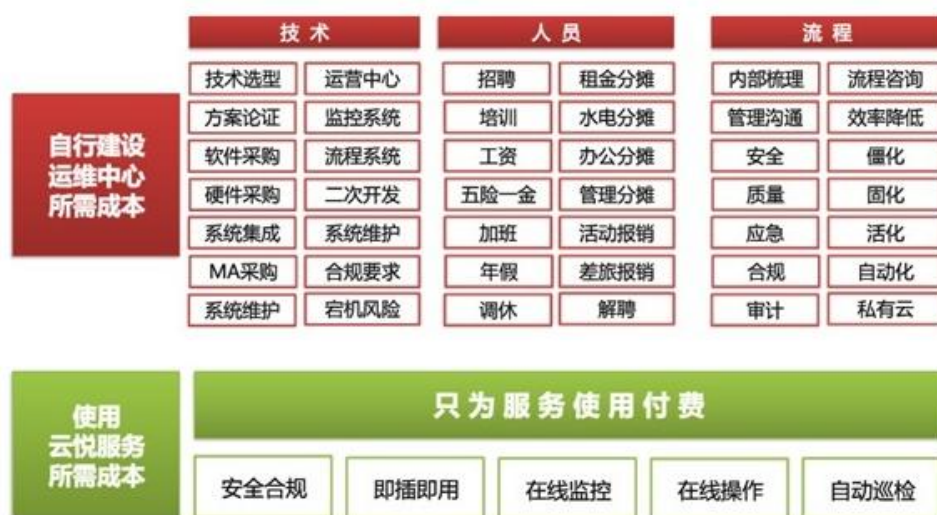 技术 人员 流程
自行建设
运维中心
所需成本
技术选型 运营中心 招聘 租金分摊 内部梳理 流程咨询
方案论证 监控系统 培训 水电分摊 管理沟通 效率降低
软件采购 流程系统 工资 办公分摊 安全 僵化
硬件采购 二次开发 五险一金 管理分摊 质量 固化
系统集成 系统维护 加班 活动报销 应急 活化
MA采购 合规要求 年假 差旅报销 合规 自动化
系统维护 宕机风险 调休 解聘 审计 私有云
使用
云悦服务
所需成本
只为服务使用付费
安全合规 即插即用 在线监控 在线操作 自动巡检